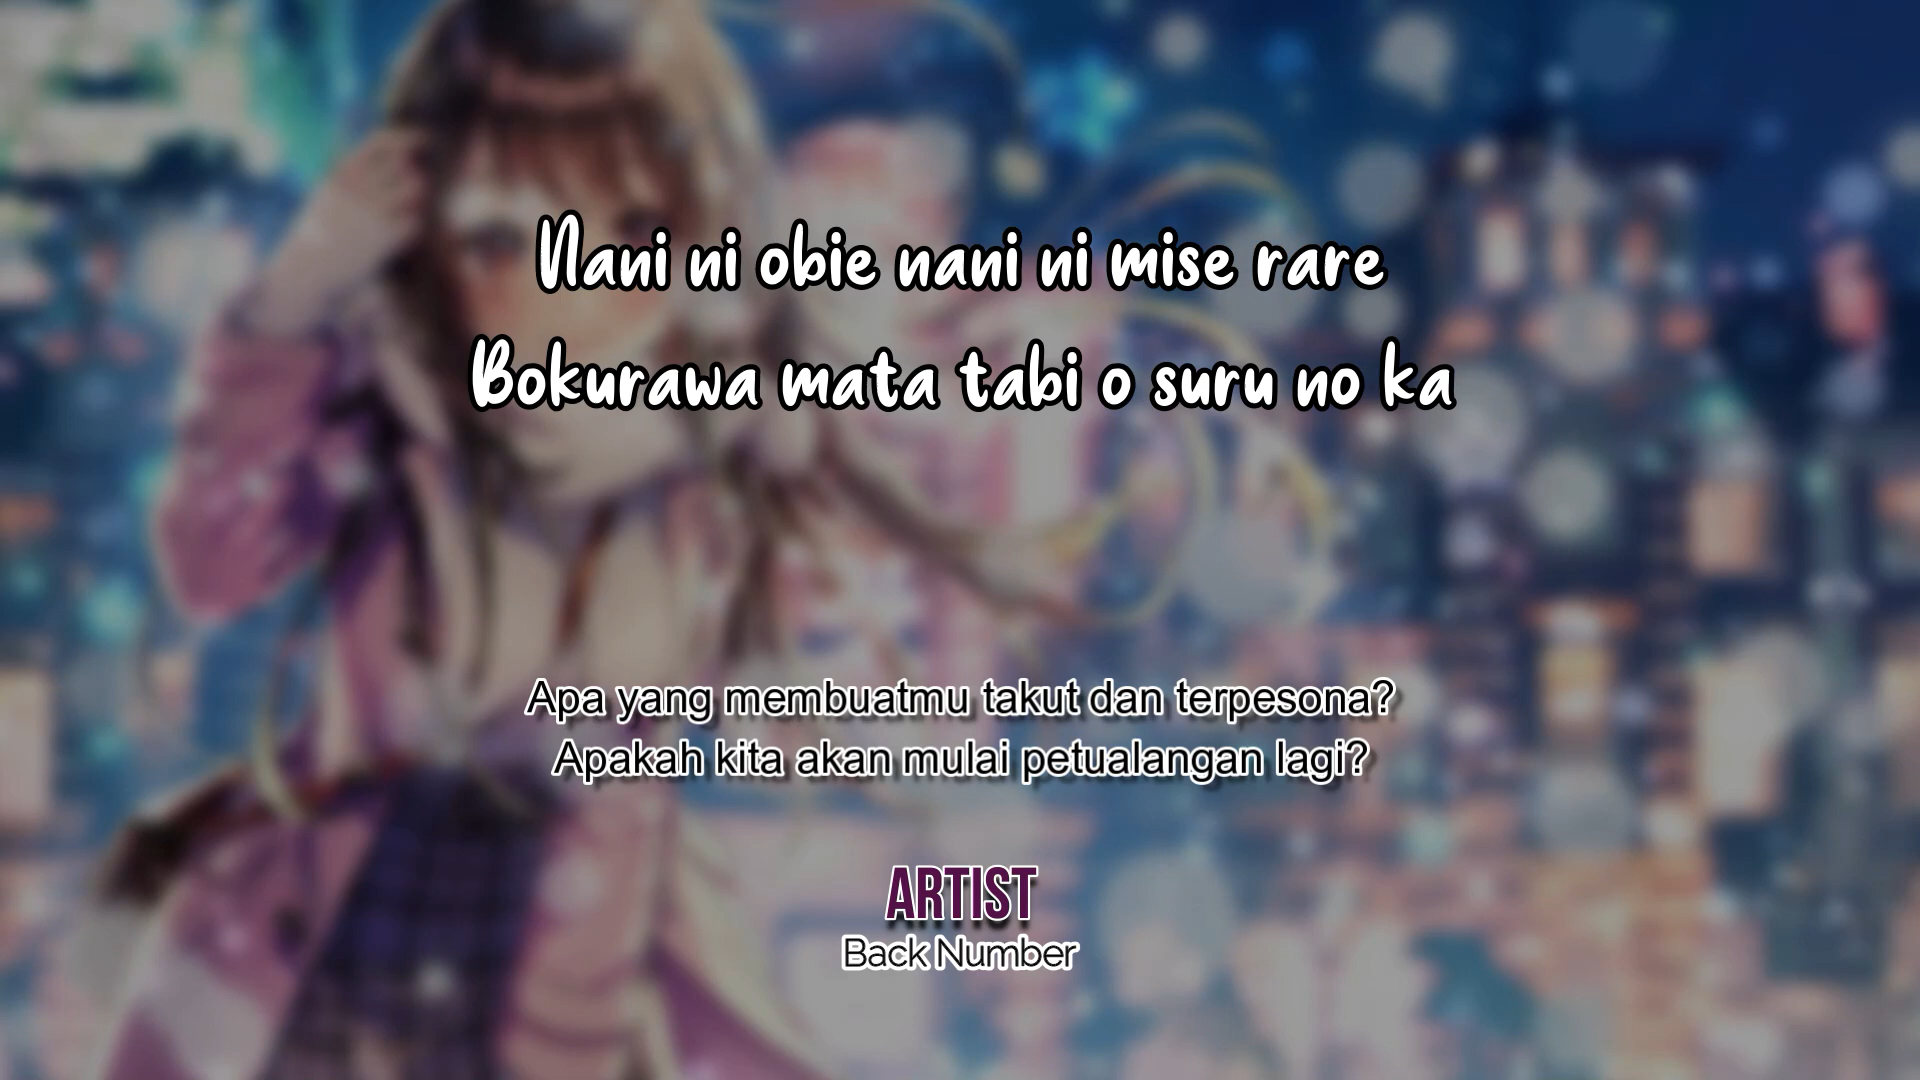 Nani ni obie nani ni mise rare
Bokurawa mata tabi o suru no ka
Apa yang membuatmu takut dan terpesona?
Apakah kita akan mulai petualangan lagi?
ARTIST
Back Number